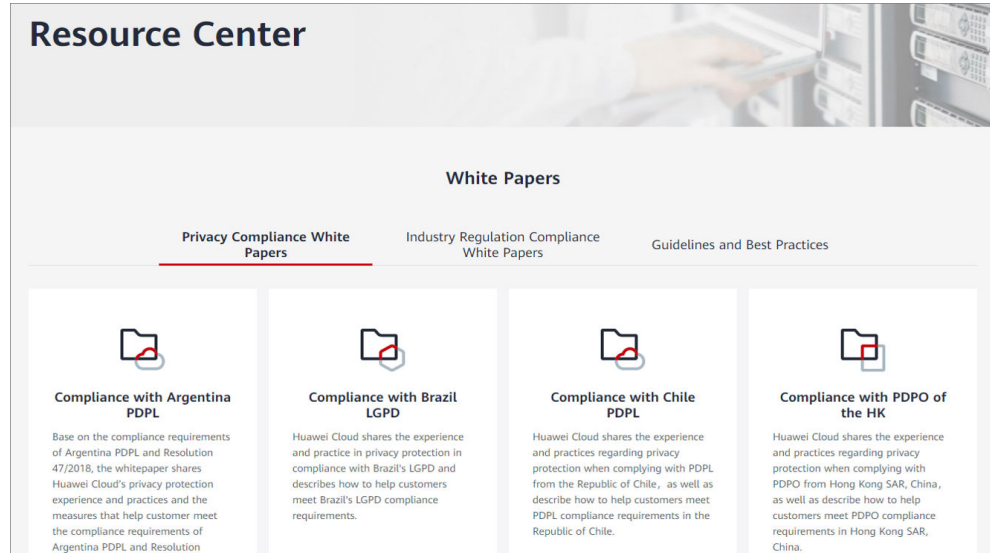 Resource Center
White Papers
Privacy Compliance White
Papers
Industry Regulation Compliance
White Papers
Guidelines and Best Practices
Compliance with Argentina
PDPL
Base on the compliance requirements
of Argentina PDPL and Resolution
47/2018, the whitepaper shares
Huawei Cloud's privacy protection
experience and practices and the
measures that help customer meet
the compliance requirements of
Argentina PDPL and Resolution
Compliance with Brazil
LGPD
Huawei Cloud shares the experience
and practice in privacy protection in
compliance with Brazil's LGPD and
describes how to help customers
meet Brazil's LGPD compliance
requirements.
Compliance with Chile
PDPL
Huawei Cloud shares the experience
and practices regarding privacy
protection when complying with PDPL
from the Republic of Chile，as well as
describe how to help customers meet
PDPL compliance requirements in the
Republic of Chile.
Compliance with PDPO of
the HK
Huawei Cloud shares the experience
and practices regarding privacy
protection when complying with
PDPO from Hong Kong SAR, China,
as well as describe how to help
customers meet PDPO compliance
requirements in Hong Kong SAR,
China.